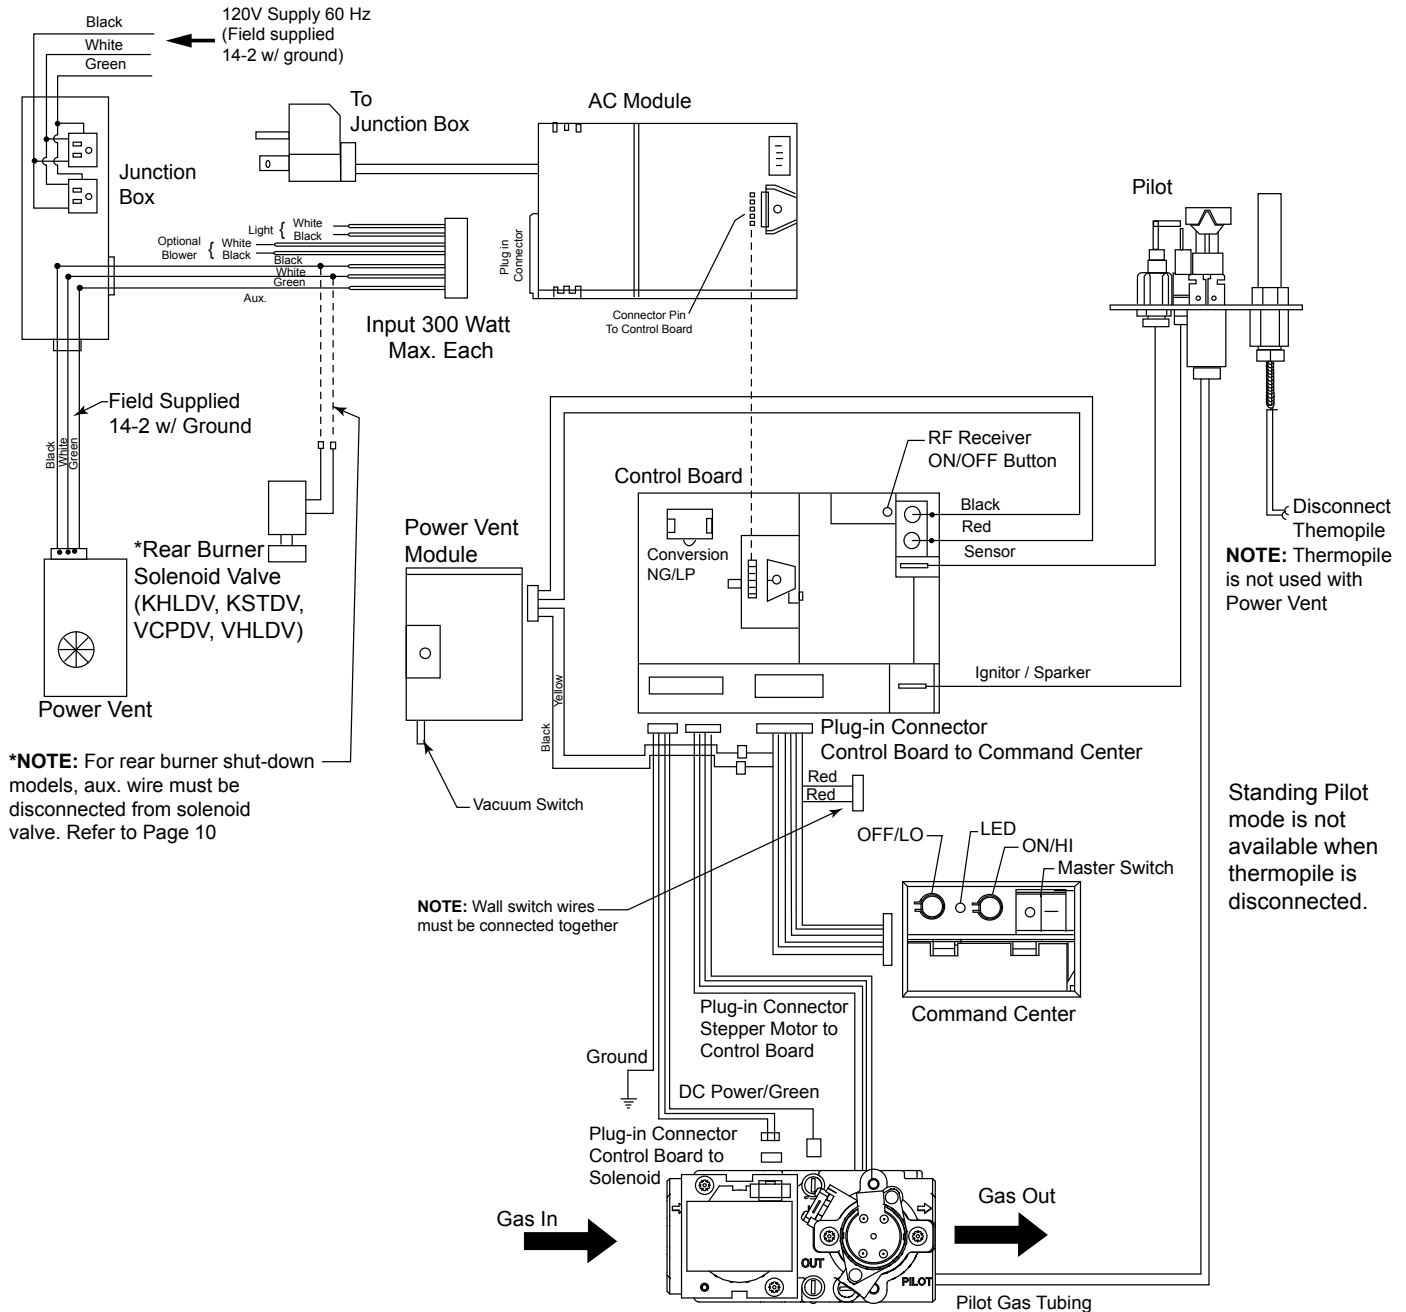 Black
White
Green
120V Supply 60 Hz
(Field supplied
14-2 w/ ground)
To
Junction Box
AC Module
Junction
Box
Light { White
Black
Optional
Blower { White
Black
Black
White
Green
Aux.
Plug in
Connector
Connector Pin
To Control Board
Input 300 Watt
Max. Each
Pilot
Field Supplied
14-2 w/ Ground
Black
White
Green
*Rear Burner
Solenoid Valve
(KHLDV, KSTDV,
VCPDV, VHLDV)
Power Vent
*NOTE: For rear burner shut-down
models, aux. wire must be
disconnected from solenoid
valve. Refer to Page 10
Power Vent
Module
Vacuum Switch
Black
Yellow
Control Board
Conversion
NG/LP
RF Receiver
ON/OFF Button
Black
Red
Sensor
Ignitor / Sparker
Disconnect
Themopile
NOTE: Thermopile
is not used with
Power Vent
Plug-in Connector
Control Board to Command Center
Red
Red
NOTE: Wall switch wires
must be connected together
OFF/LO
LED
ON/HI
Master Switch
Command Center
Standing Pilot
mode is not
available when
thermopile is
disconnected.
Plug-in Connector
Stepper Motor to
Control Board
Ground
DC Power/Green
Plug-in Connector
Control Board to
Solenoid
Gas In
Gas Out
OUT
PILOT
Pilot Gas Tubing